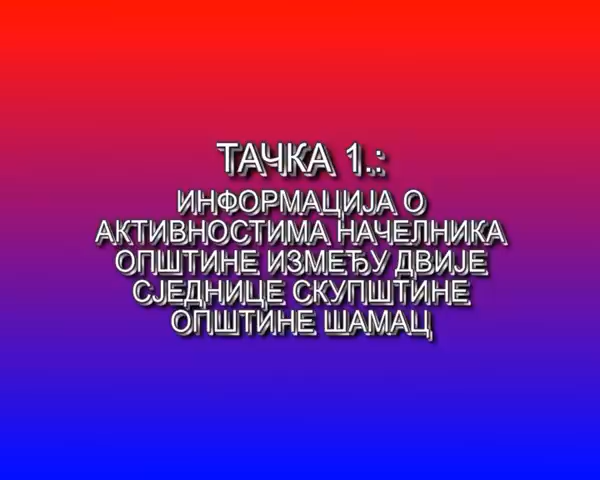 ТАЧКА 1.:
ИНФОРМАЦИЈА О
АКТИВНОСТИМА НАЧЕЛНИКА
ОПШТИНЕ ИЗМЕЂУ ДВИЈЕ
СЈЕДНИЦЕ СКУПШТИНЕ
ОПШТИНЕ ШАМАЦ